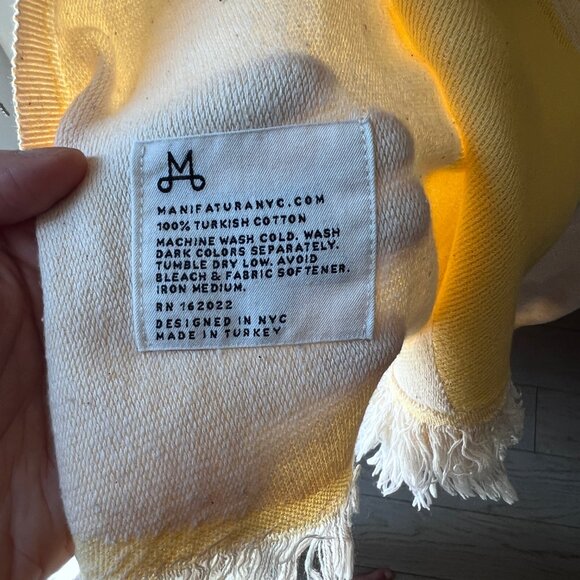 M
MANIFATURANYC.COM
100% TURKISH COTTON
MACHINE WASH COLD. WASH
DARK COLORS SEPARATELY.
TUMBLE DRY LOW. AVOID
BLEACH & FABRIC SOFTENER.
IRON MEDIUM.
RN 162022
DESIGNED IN NYC
MADE IN TURKEY